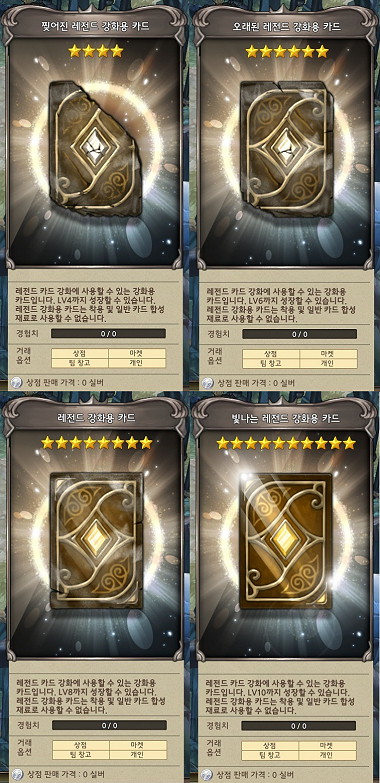 찢어진 레전드 강화용 카드
레전드 카드 강화에 사용할 수 있는 강화용
카드입니다. LV4까지 성장할 수 있습니다.
레전드 강화용 카드는 착용 및 일반 카드 합성
재료로 사용할 수 없습니다.
경험치 0 / 0
거래
옵션
상점 마켓
팀 창고 개인
상점 판매 가격 : 0 실버
오래된 레전드 강화용 카드
레전드 카드 강화에 사용할 수 있는 강화용
카드입니다. LV6까지 성장할 수 있습니다.
레전드 강화용 카드는 착용 및 일반 카드 합성
재료로 사용할 수 없습니다.
경험치 0 / 0
거래
옵션
상점 마켓
팀 창고 개인
상점 판매 가격 : 0 실버
레전드 강화용 카드
레전드 카드 강화에 사용할 수 있는 강화용
카드입니다. LV8까지 성장할 수 있습니다.
레전드 강화용 카드는 착용 및 일반 카드 합성
재료로 사용할 수 없습니다.
경험치 0 / 0
거래
옵션
상점 마켓
팀 창고 개인
상점 판매 가격 : 0 실버
빛나는 레전드 강화용 카드
레전드 카드 강화에 사용할 수 있는 강화용
카드입니다. LV10까지 성장할 수 있습니다.
레전드 강화용 카드는 착용 및 일반 카드 합성
재료로 사용할 수 없습니다.
경험치 0 / 0
거래
옵션
상점 마켓
팀 창고 개인
상점 판매 가격 : 0 실버